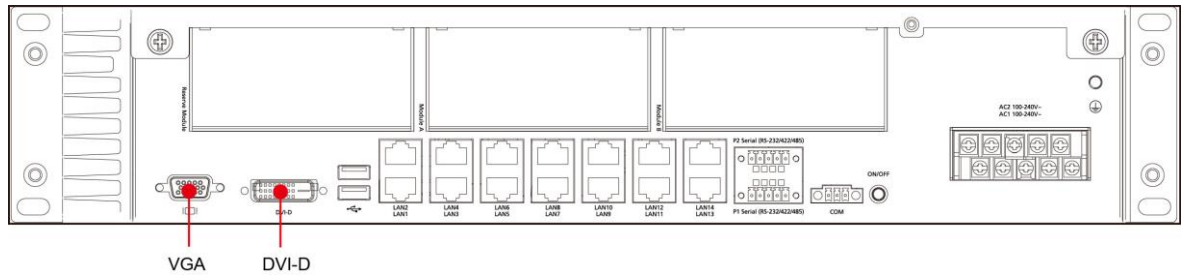 Reserve Module
Module A
Module B
AC2 100-240V~
AC1 100-240V~
P2 Serial (RS-232/422/485)
ON/OFF
DVI-D
LAN2
LAN1
LAN4
LAN3
LAN6
LAN5
LAN8
LAN7
LAN10
LAN9
LAN12
LAN11
LAN14
LAN13
P1 Serial (RS-232/422/485)
COM
VGA
DVI-D